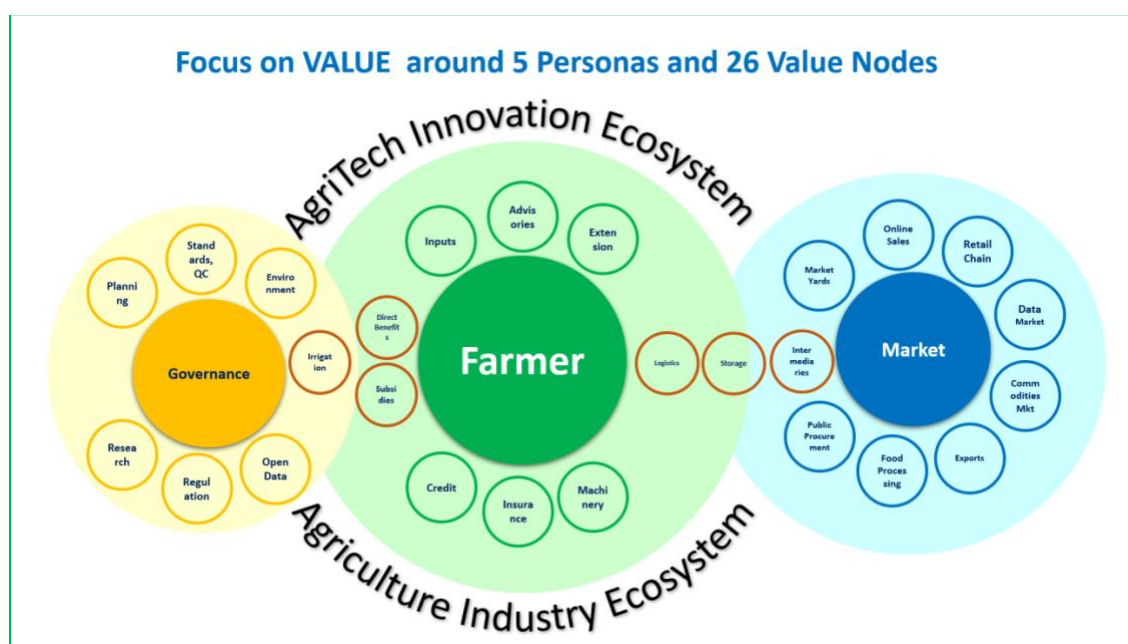 Focus on VALUE around 5 Personas and 26 Value Nodes
AgriTech Innovation Ecosystem
Planni
ng
Stand
ards,
QC
Enviro
nment
Governance
Irrigat
ion
Resea
rch
Regul
ation
Open
Data
Inputs
Advis
ories
Exten
sion
Direct
Benefit
s
Subsi
dies
Farmer
Credit
Insura
nce
Machi
nery
Logistics
Storage
Inter
media
ries
Market
Yards
Online
Sales
Retail
Chain
Data
Market
Market
Comm
odities
Mkt
Public
Procure
ment
Food
Proces
sing
Exports
Agriculture Industry Ecosystem